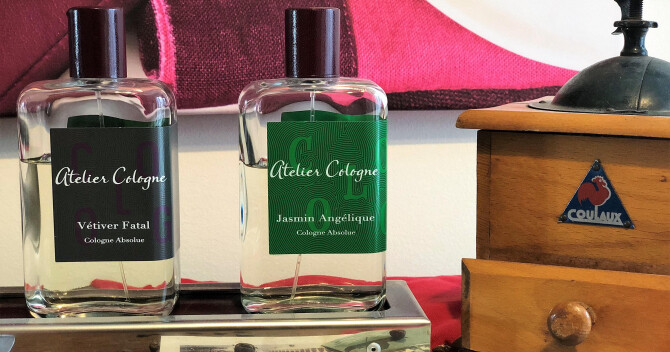 Atelier Cologne
Vétiver Fatal
Cologne Absolue
Atelier Cologne
Jasmin Angélique
Cologne Absolue
COULAUX